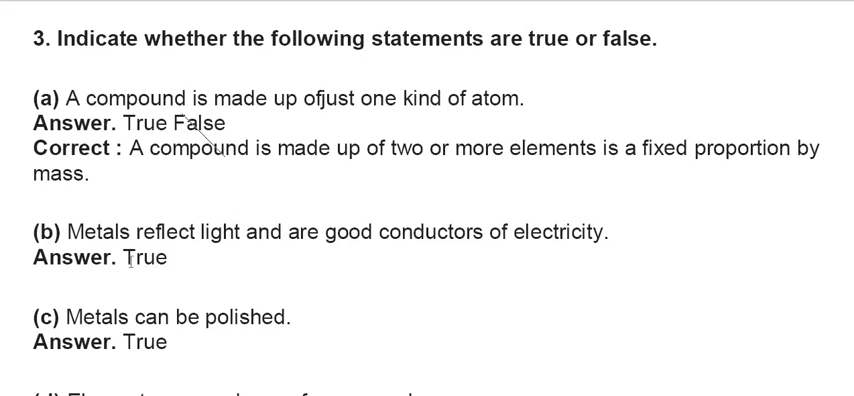 3. Indicate whether the following statements are true or false.
(a) A compound is made up ofjust one kind of atom.
Answer. True False
Correct : A compound is made up of two or more elements is a fixed proportion by
mass.
(b) Metals reflect light and are good conductors of electricity.
Answer. True
(c) Metals can be polished.
Answer. True